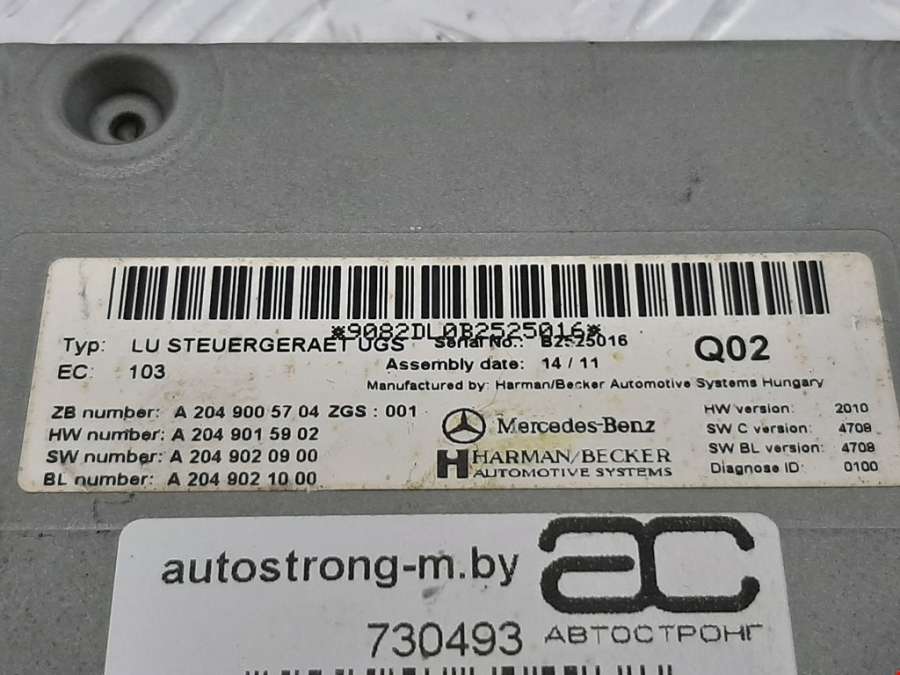 *9082DL0B2525016*
Typ: LU STEUERGERAET UGS Serial No.: B2525016
EC: 103
Assembly date: 14 / 11
Q02
Manufactured by: Harman/Becker Automotive Systems Hungary
ZB number: A 204 900 57 04 ZGS : 001
HW number: A 204 901 59 02
SW number: A 204 902 09 00
BL number: A 204 902 10 00
Mercedes-Benz
HARMAN/BECKER
AUTOMOTIVE SYSTEMS
HW version: 2010
SW C version: 4708
SW BL version: 4708
Diagnose ID: 0100
autostrong-m.by
ac
730493
АВТОСТРОНГ